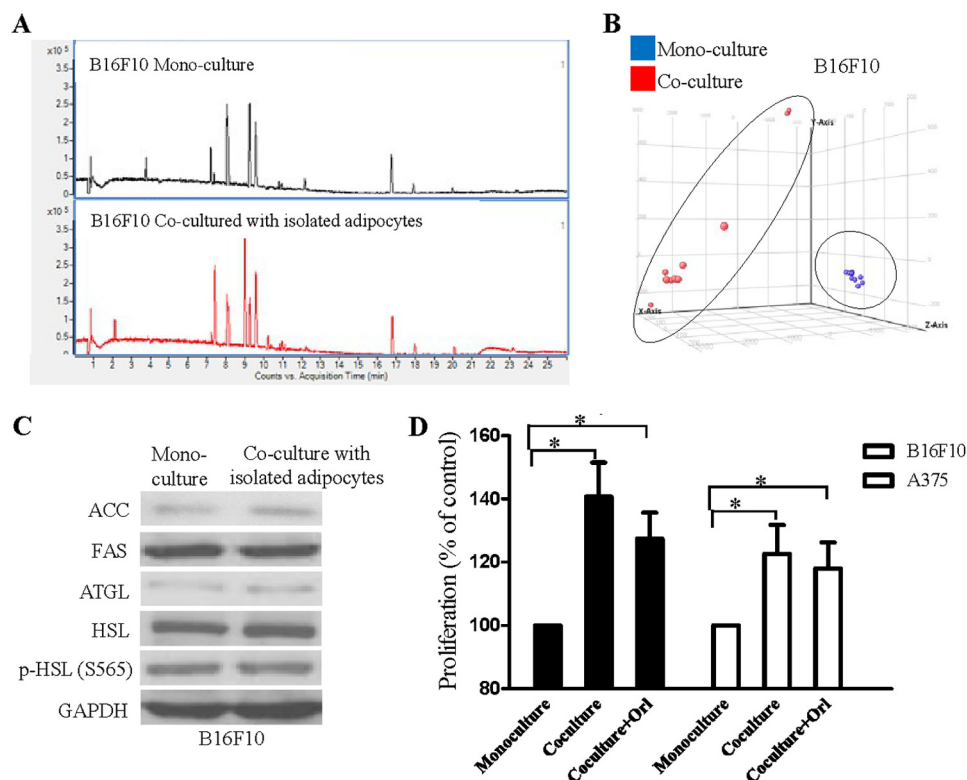 A
x10 5
B16F10 Mono-culture
1
3.5
3
2.5
2
1.5
1
0.5
0
x10 5
B16F10 Co-cultured with isolated adipocytes
1
3.5
3
2.5
2
1.5
1
0.5
0
1 2 3 4 5 6 7 8 9 10 11 12 13 14 15 16 17 18 19 20 21 22 23 24 25
Counts vs. Acquisition Time (min)
B
Mono-culture
Co-culture
B16F10
Y-Axis
X-Axis
Z-Axis
C
Mono-
culture
Co-culture with
isolated adipocytes
ACC
FAS
ATGL
HSL
p-HSL (S565)
GAPDH
B16F10
D
Proliferation (% of control)
160
140
120
100
80
*
*
*
*
B16F10
A375
Monoculture
Coculture
Coculture+Orl
Monoculture
Coculture
Coculture+Orl